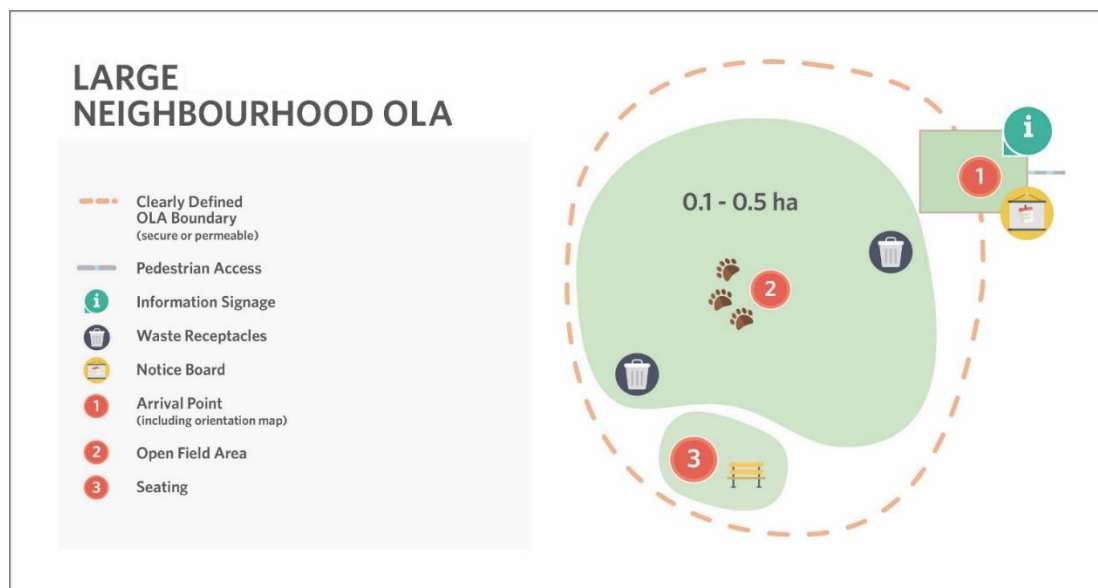 LARGE
NEIGHBOURHOOD OLA
Clearly Defined
OLA Boundary
(secure or permeable)
Pedestrian Access
i
Information Signage
Waste Receptacles
Notice Board
1
Arrival Point
(including orientation map)
2
Open Field Area
3
Seating
i
1
0.1 - 0.5 ha
2
3